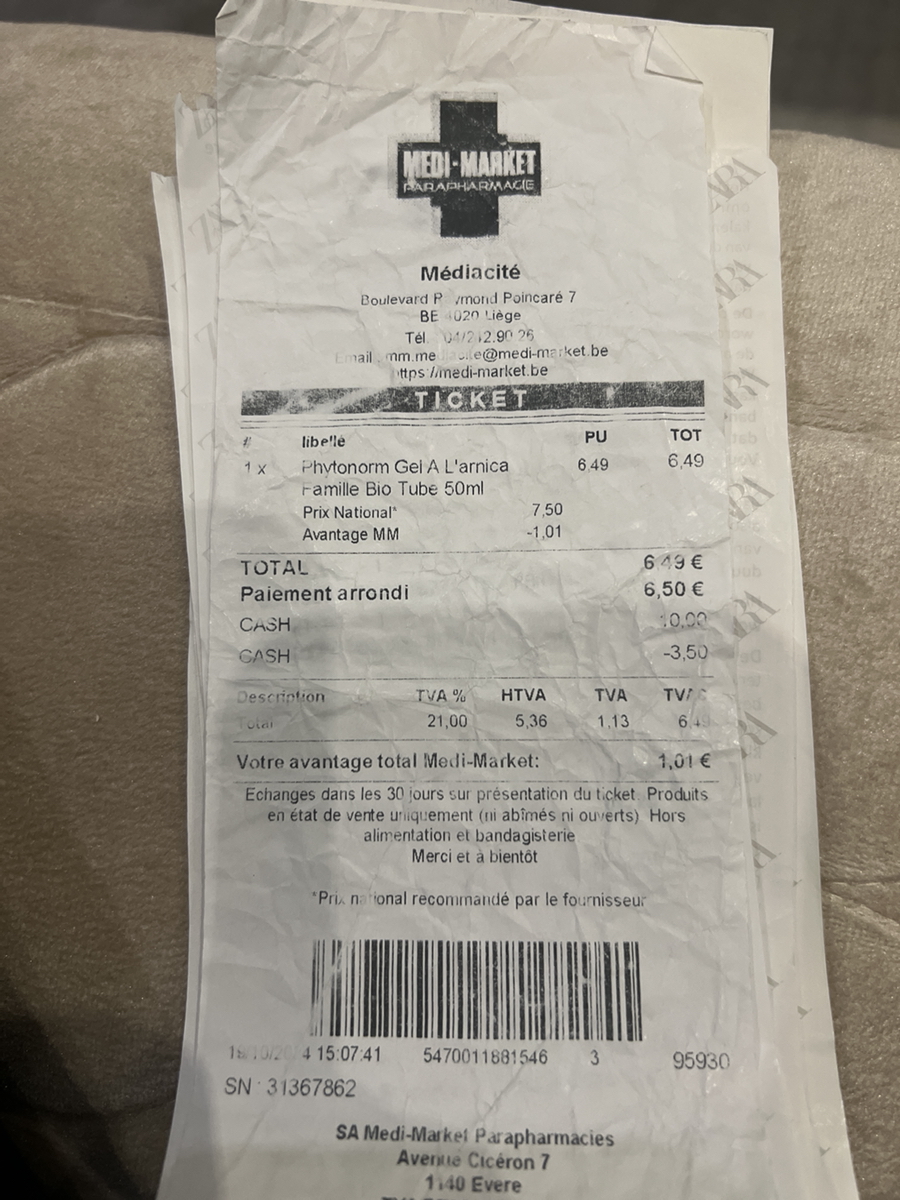 MEDI-MARKET
PARAPHARMACIE
Médiacité
Boulevard Poincaré 7
BE Liège
Tél.
Email
https://medi-market.be
TICKET
# libellé PU TOT
1 x Phytonorm Gel A L'arnica 6,49 6,49
Famille Bio Tube 50ml
Prix National* 7,50
Avantage MM -1,01
TOTAL 6,49 €
Paiement arrondi 6,50 €
CASH 10,00
CASH -3,50
Description TVA % HTVA TVA
Total 21,00 5,36 1,13 6,49
Votre avantage total Medi-Market: 1,01 €
Echanges dans les 30 jours sur présentation du ticket. Produits
en état de vente uniquement (ni abîmés ni ouverts) Hors
alimentation et bandagisterie
Merci et à bientôt
*Prix national recommandé par le fournisseur
15:07:41 5470011881546 3 95930
SN : 31367862
SA Medi-Market Parapharmacies
Avenue Cicéron 7
1140 Evere